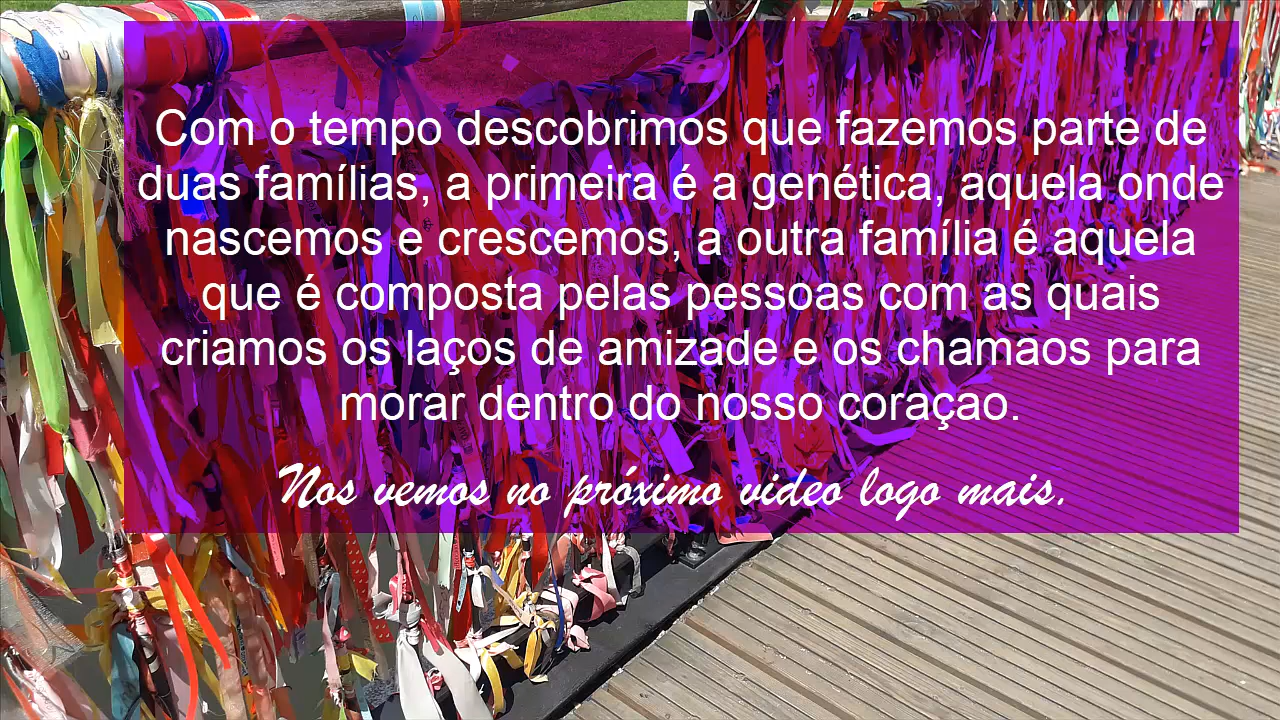 Com o tempo descobrimos que fazemos parte de
duas famílias, a primeira é a genética, aquela onde
nascemos e crescemos, a outra família é aquela
que é composta pelas pessoas com as quais
criamos os laços de amizade e os chamaos para
morar dentro do nosso coraçao.
Nos vemos no próximo video logo mais.